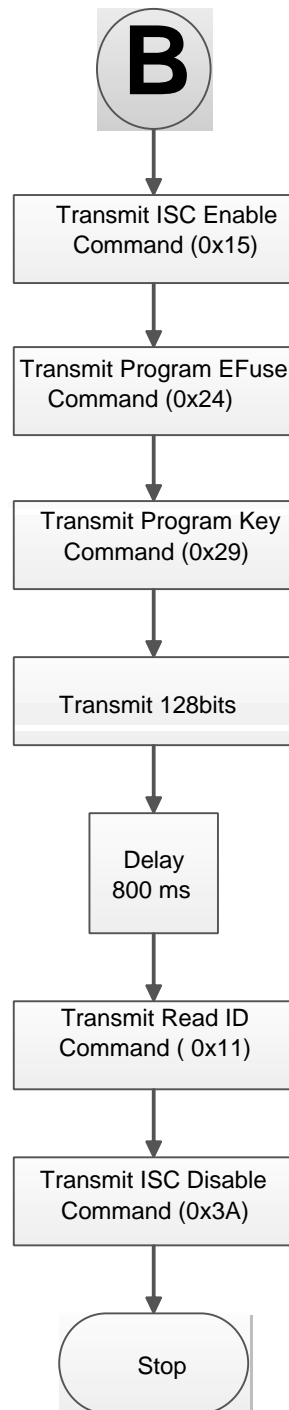 B
Transmit ISC Enable
Command (0x15)
Transmit Program EFuse
Command (0x24)
Transmit Program Key
Command (0x29)
Transmit 128bits
Delay
800 ms
Transmit Read ID
Command ( 0x11)
Transmit ISC Disable
Command (0x3A)
Stop